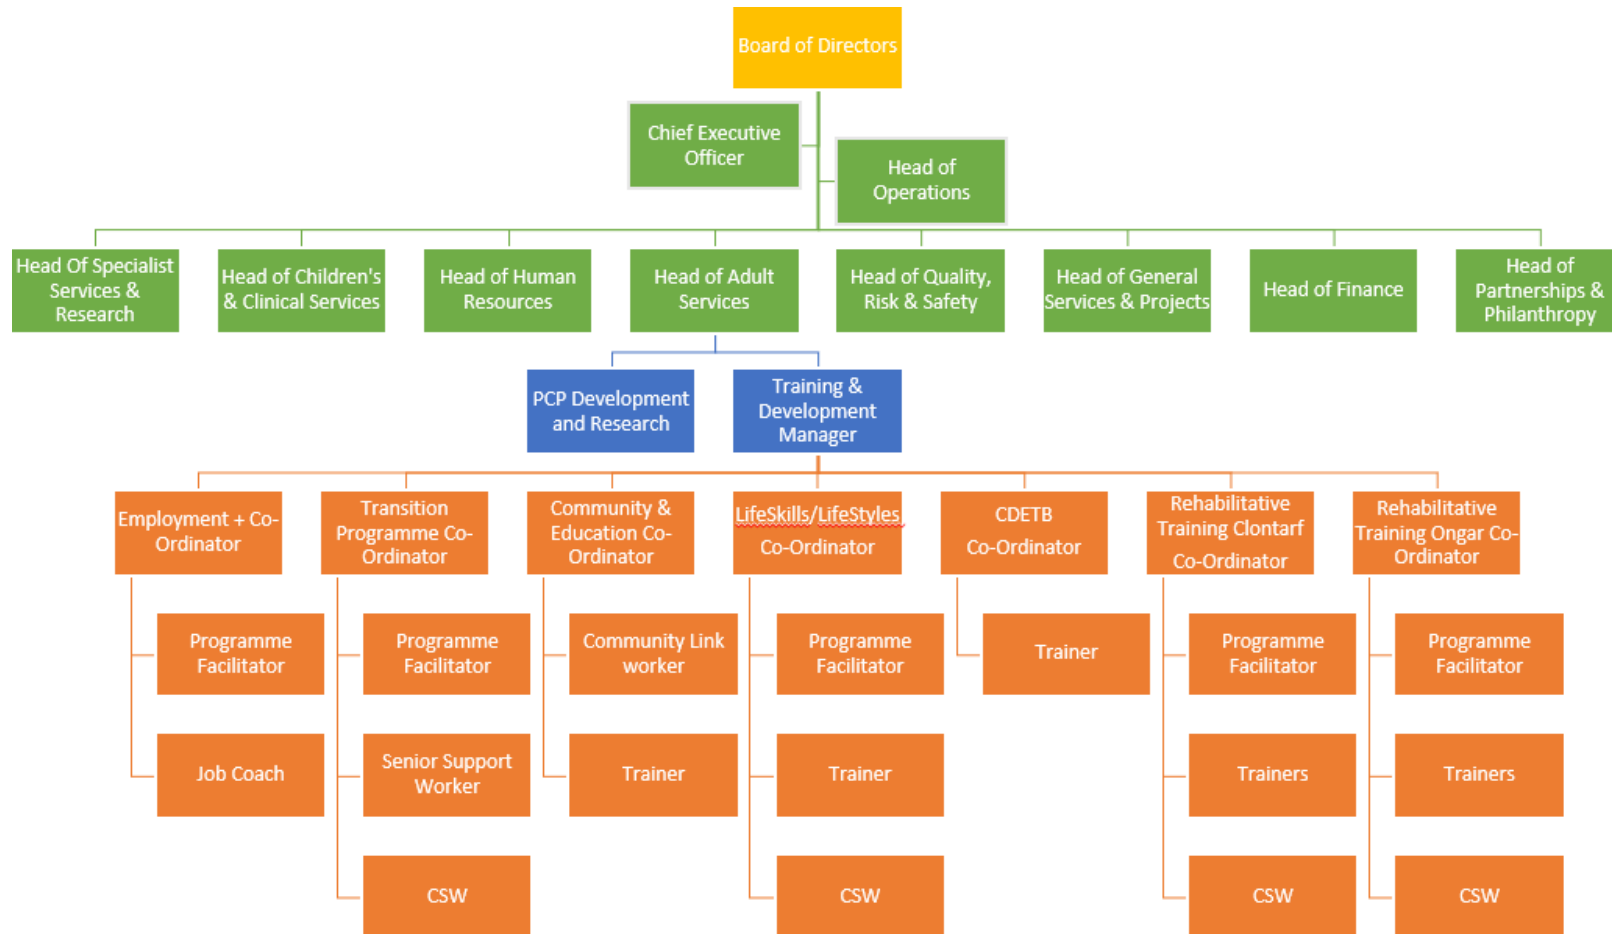 Board of Directors
Chief Executive
Officer
Head of
Operations
Head Of Specialist
Services &
Research
Head of Children's
& Clinical Services
Head of Human
Resources
Head of Adult
Services
Head of Quality,
Risk & Safety
Head of General
Services & Projects
Head of Finance
Head of
Partnerships &
Philanthropy
PCP Development
and Research
Training &
Development
Manager
Employment + Co-
Ordinator
Transition
Programme Co-
Ordinator
Community &
Education Co-
Ordinator
LifeSkills/LifeStyles
Co-Ordinator
CDETB
Co-Ordinator
Rehabilitative
Training Clontarf
Co-Ordinator
Rehabilitative
Training Ongar Co-
Ordinator
Programme
Facilitator
Programme
Facilitator
Community Link
worker
Programme
Facilitator
Trainer
Programme
Facilitator
Programme
Facilitator
Job Coach
Senior Support
Worker
Trainer
Trainer
Trainers
Trainers
CSW
CSW
CSW
CSW